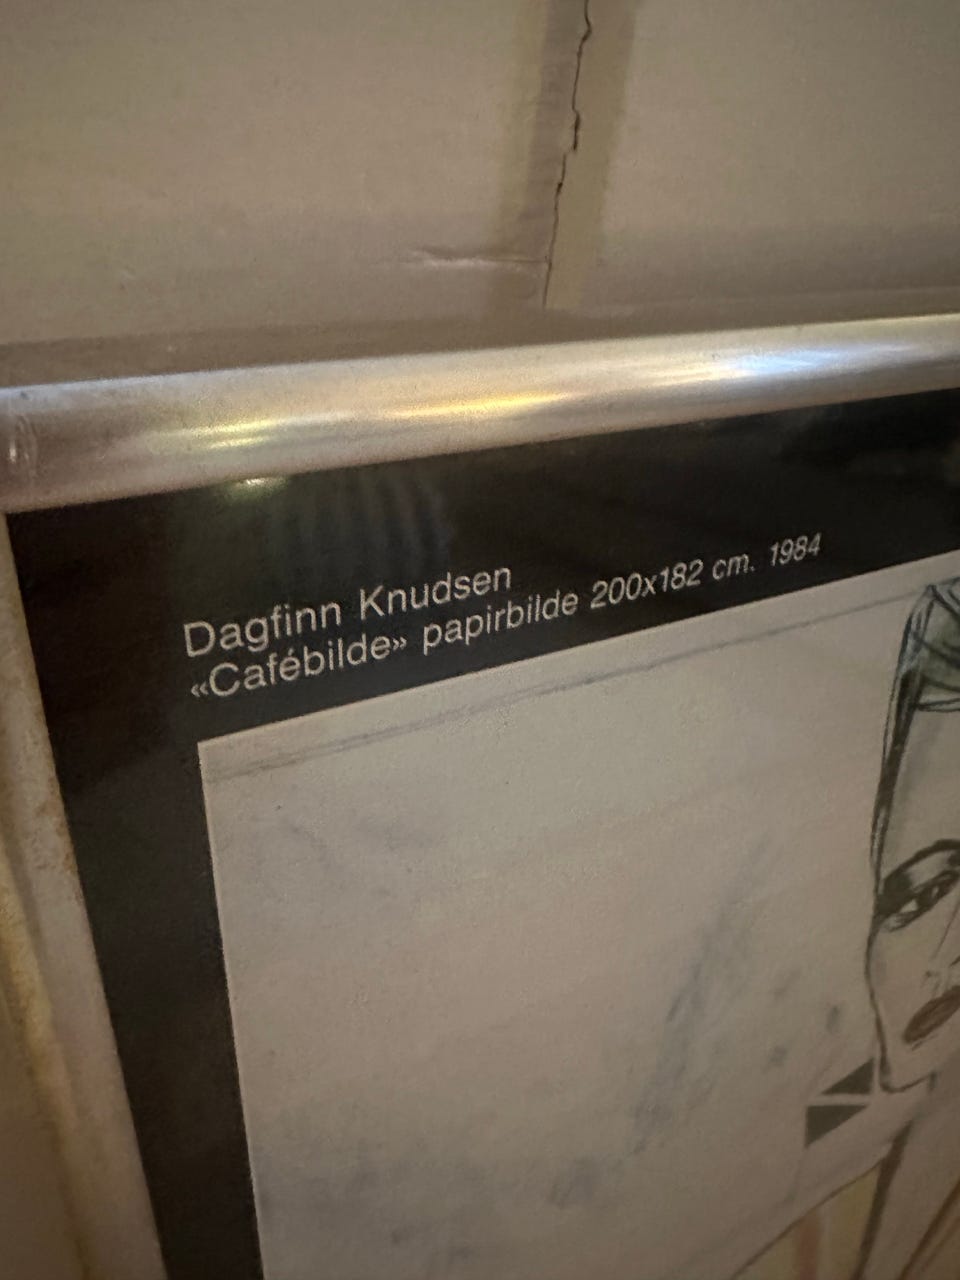 Dagfinn Knudsen
«Cafébilde» papirbilde 200x182 cm. 1984